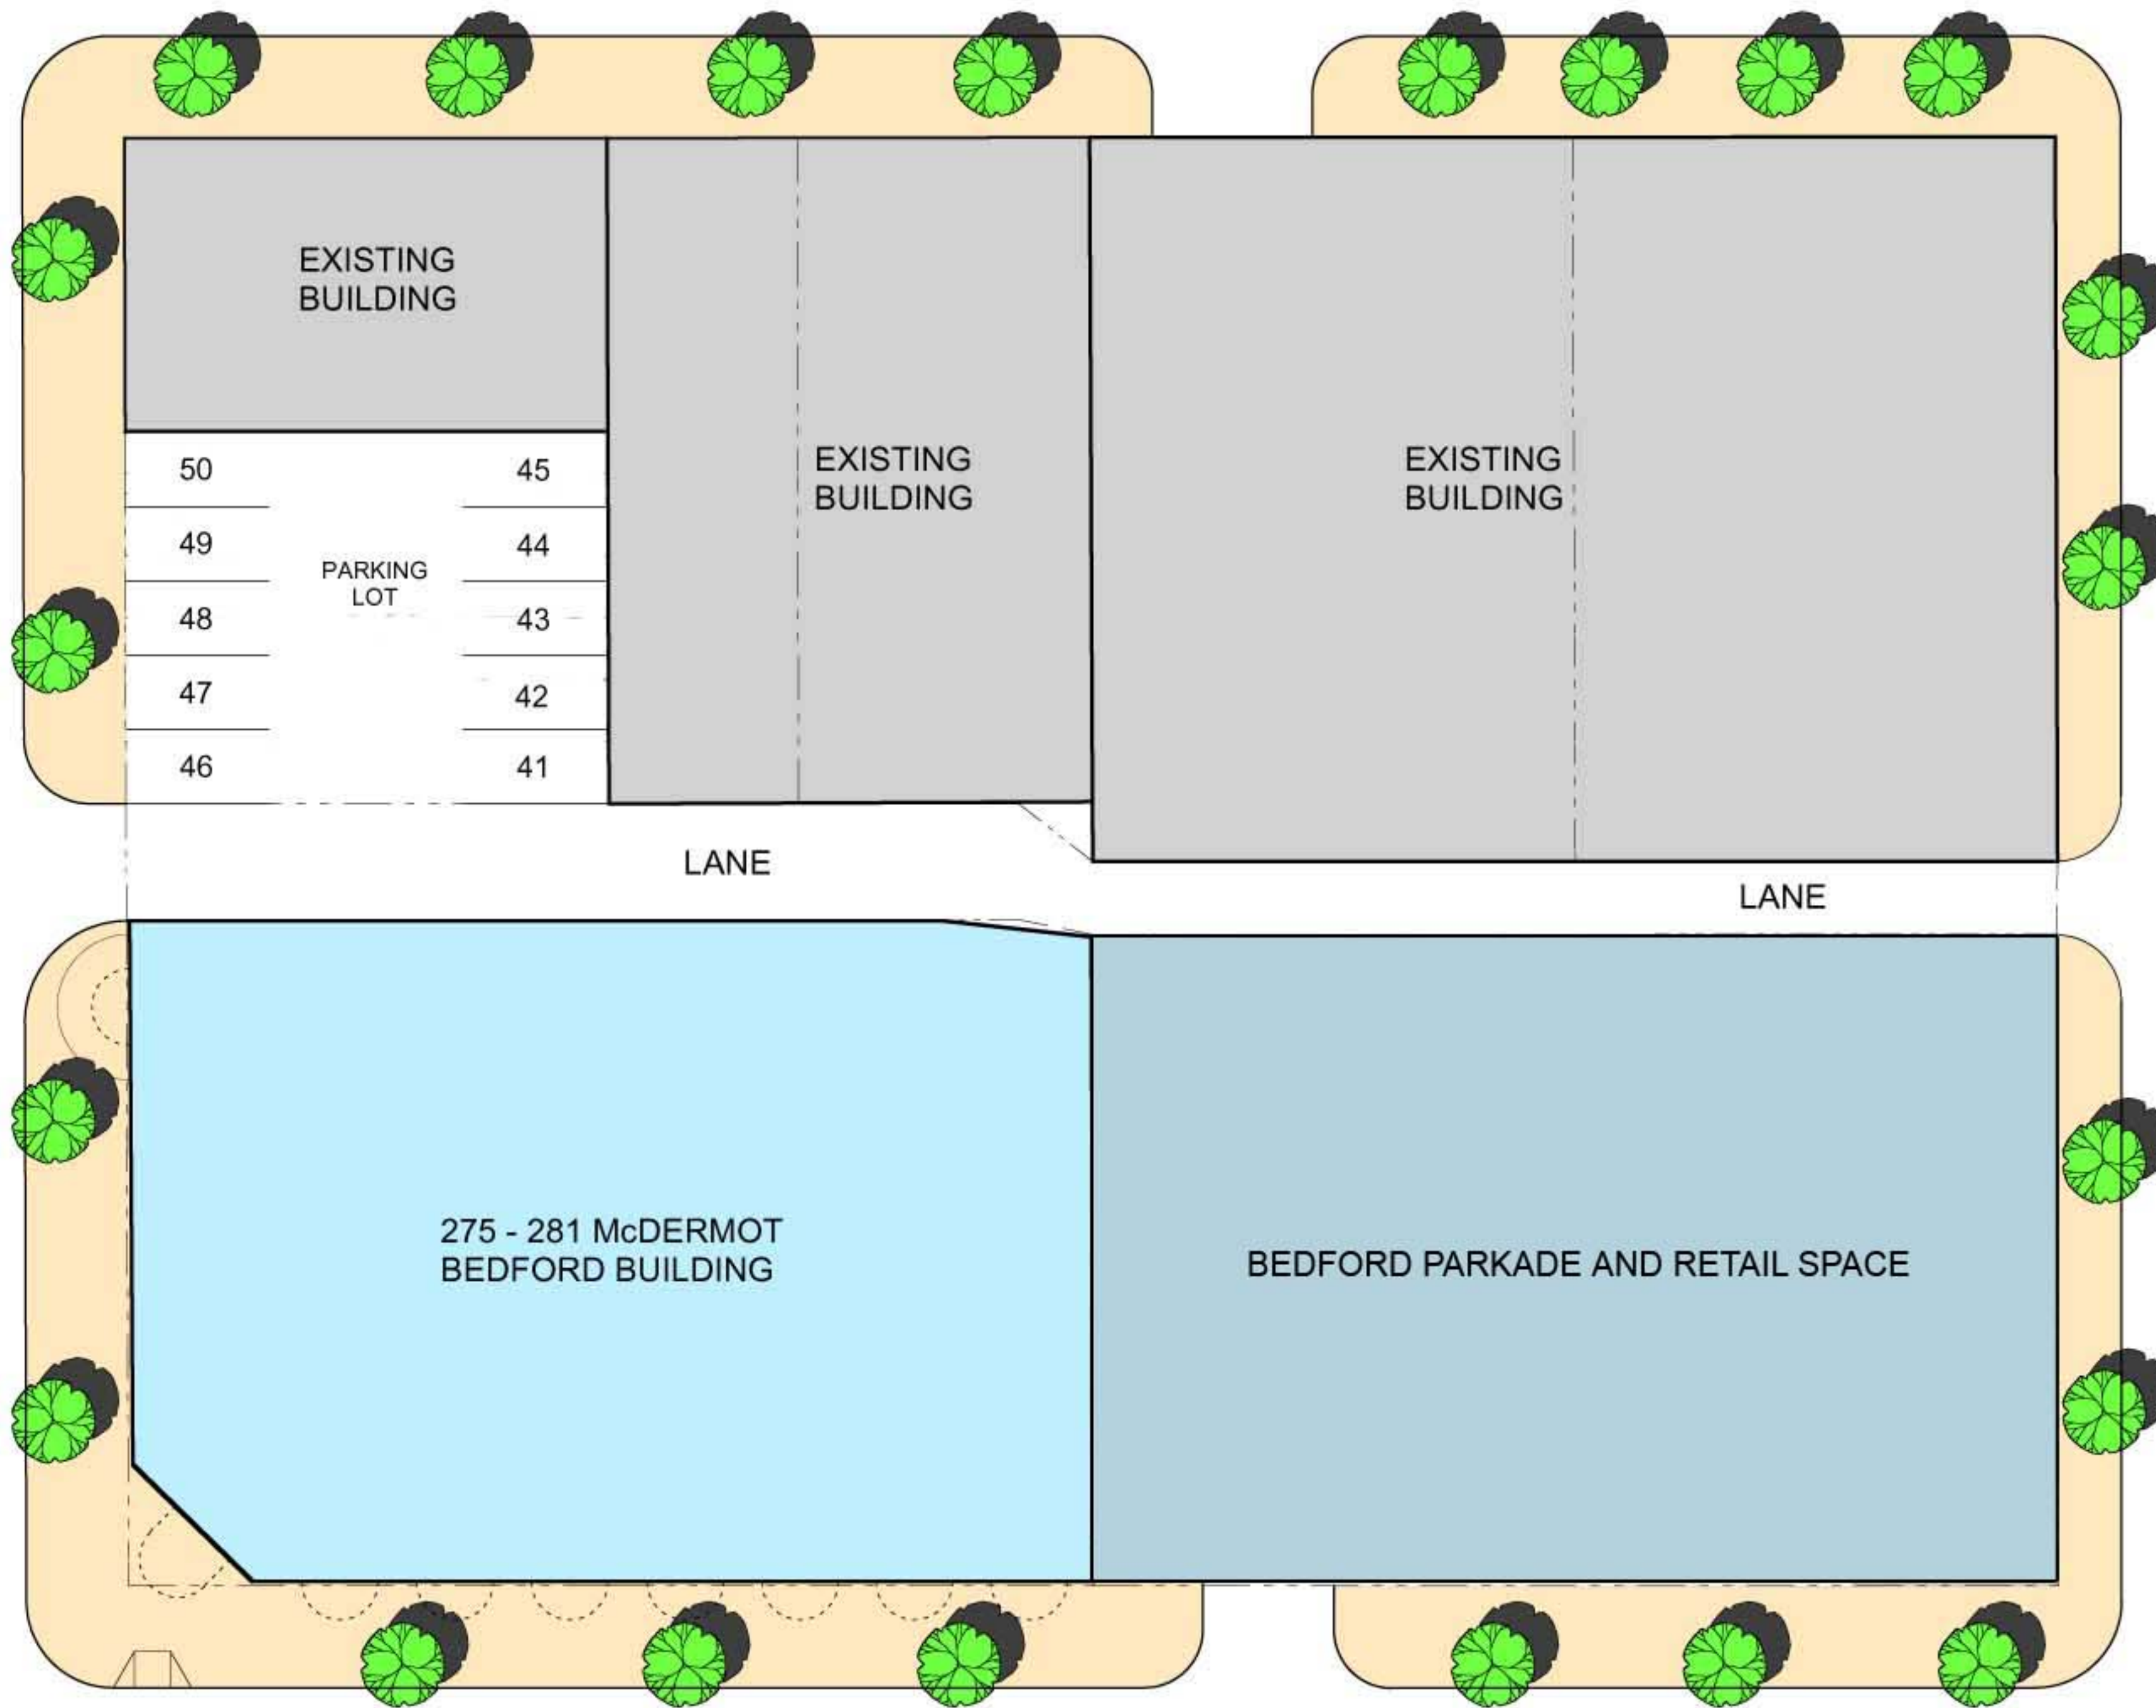 EXISTING
BUILDING
EXISTING
BUILDING
EXISTING
BUILDING
50
45
49
44
PARKING
LOT
48
43
47
42
46
41
LANE
LANE
275 - 281 McDERMOT
BEDFORD BUILDING
BEDFORD PARKADE AND RETAIL SPACE